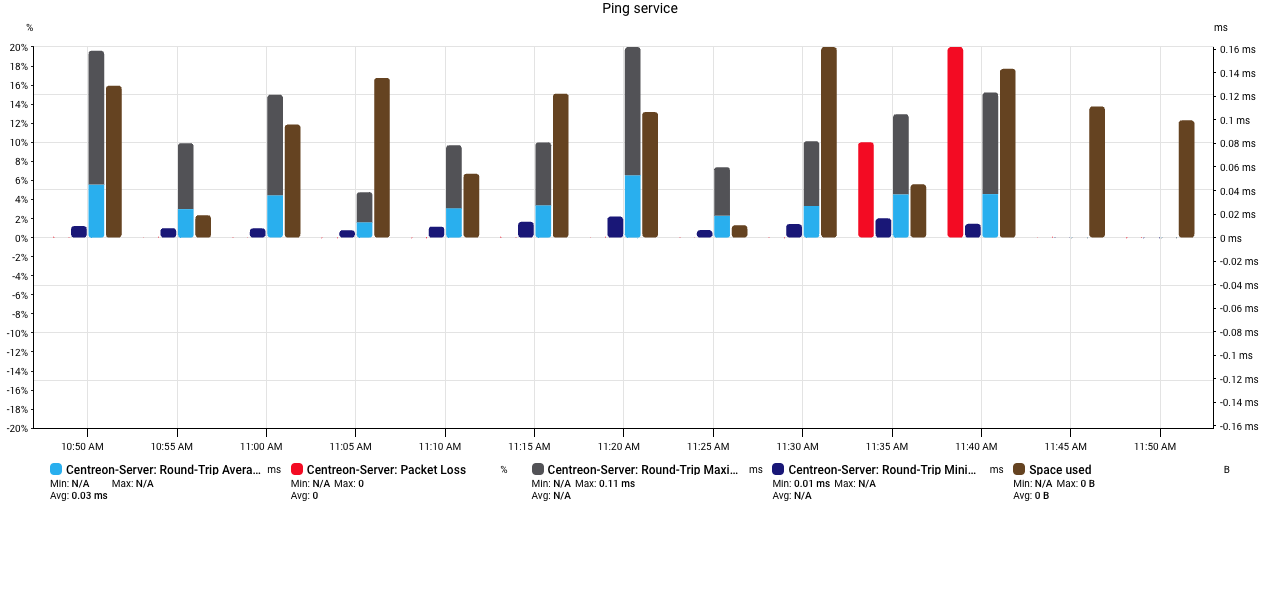 Ping service
%
ms
20%
18%
16%
14%
12%
10%
8%
6%
4%
2%
0%
-2%
-4%
-6%
-8%
-10%
-12%
-14%
-16%
-18%
-20%
0.16 ms
0.14 ms
0.12 ms
0.1 ms
0.08 ms
0.06 ms
0.04 ms
0.02 ms
0 ms
-0.02 ms
-0.04 ms
-0.06 ms
-0.08 ms
-0.1 ms
-0.12 ms
-0.14 ms
-0.16 ms
10:50 AM 10:55 AM 11:00 AM 11:05 AM 11:10 AM 11:15 AM 11:20 AM 11:25 AM 11:30 AM 11:35 AM 11:40 AM 11:45 AM 11:50 AM
Centreon-Server: Round-Trip Avera... ms
Min: N/A Max: N/A
Avg: 0.03 ms
Centreon-Server: Packet Loss %
Min: N/A Max: 0
Avg: 0
Centreon-Server: Round-Trip Maxi... ms
Min: N/A Max: 0.11 ms
Avg: N/A
Centreon-Server: Round-Trip Mini... ms
Min: 0.01 ms Max: N/A
Avg: N/A
Space used B
Min: N/A Max: 0 B
Avg: 0 B